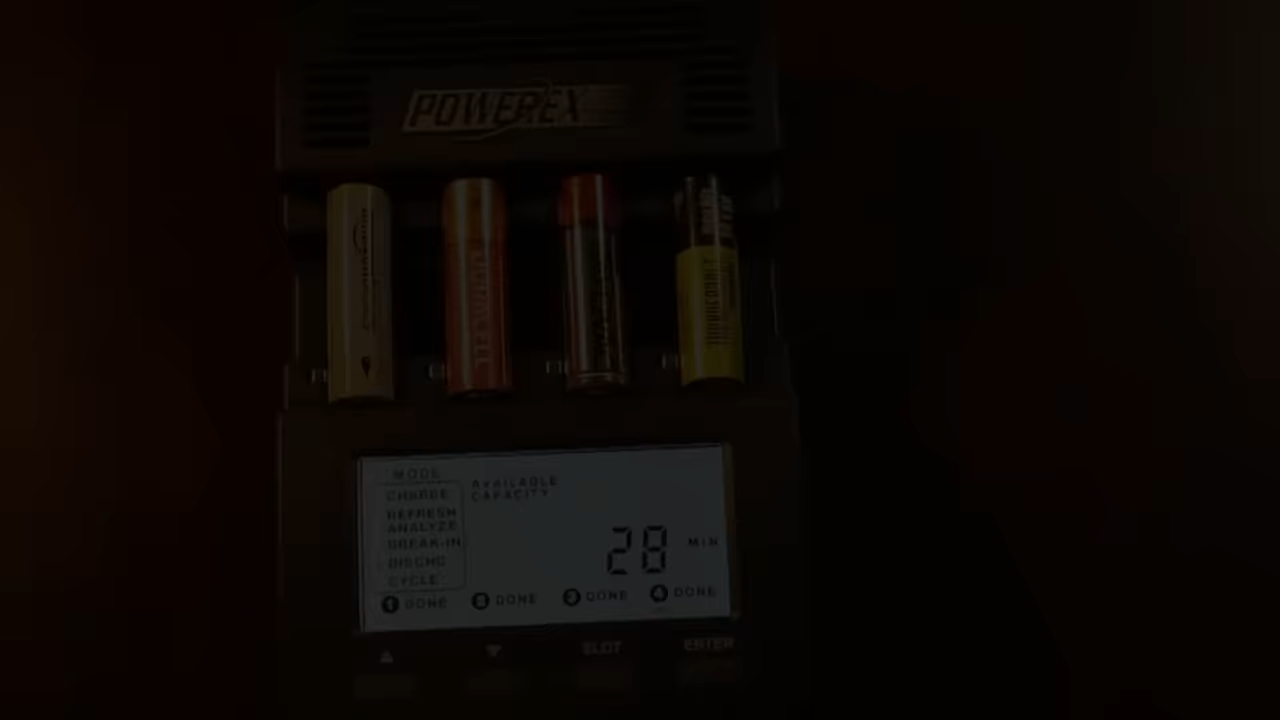 POWEREX
DURACELL
MODE
CHARGE
REFRESH
ANALYZE
BREAK-IN
DISCHG
CYCLE
AVAILABLE
CAPACITY
28 MIN
1 DONE 2 DONE 3 DONE 4 DONE
SLOT ENTER